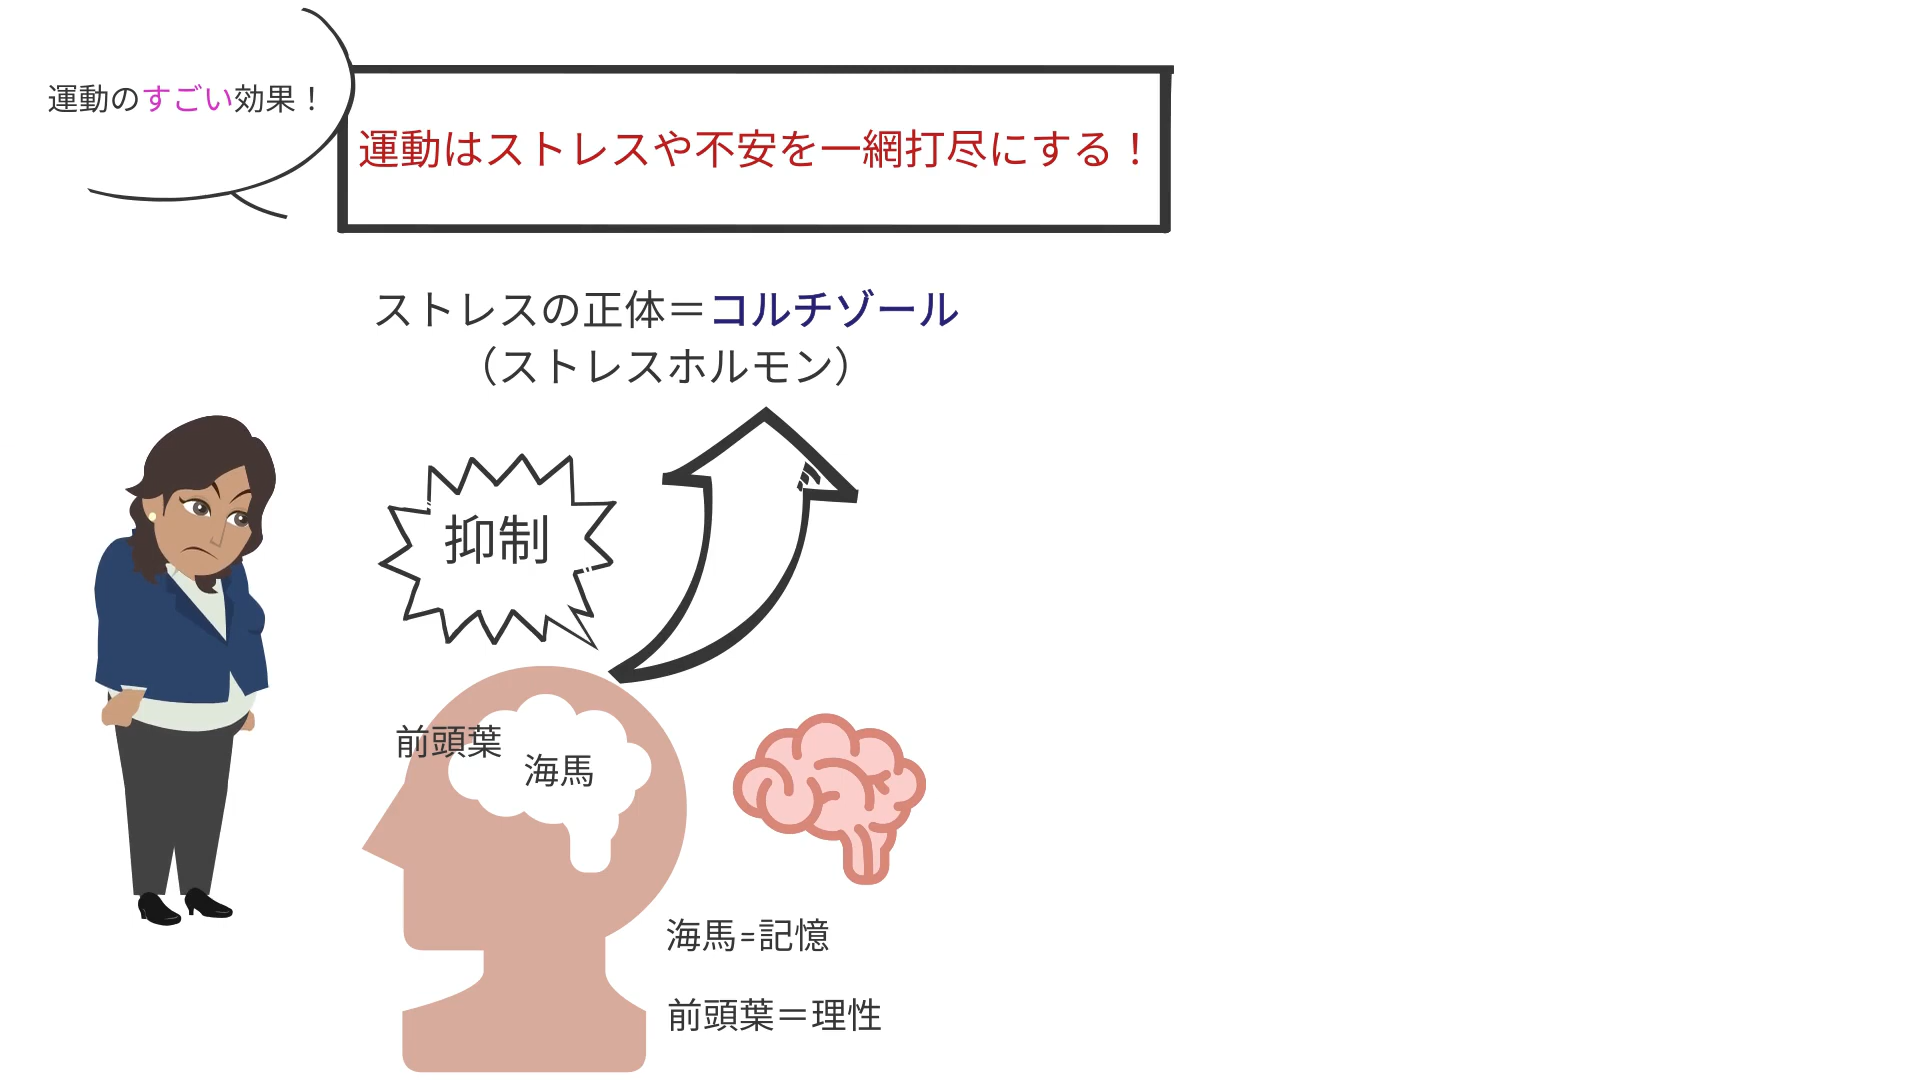 運動のすごい効果！
運動はストレスや不安を一網打尽にする！
ストレスの正体＝コルチゾール
（ストレスホルモン）
抑制
前頭葉
海馬
海馬=記憶
前頭葉＝理性